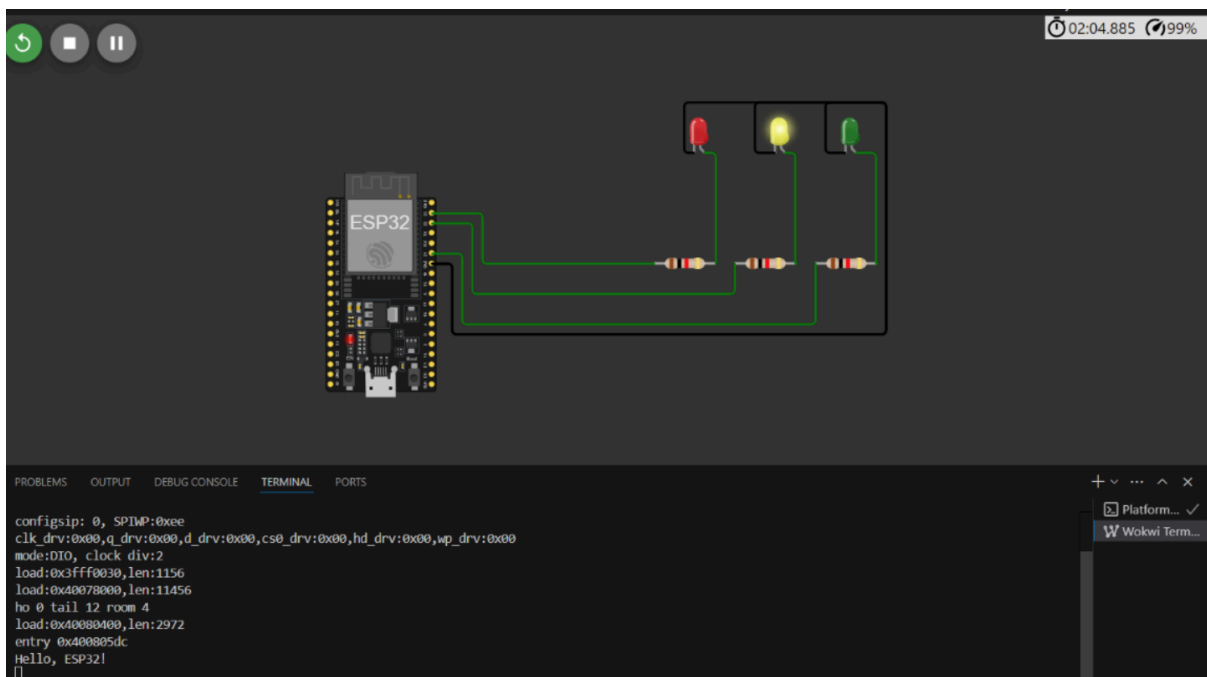 02:04.885 99%
ESP32
PROBLEMS OUTPUT DEBUG CONSOLE TERMINAL PORTS
configsip: 0, SPIWP:0xee
clk_drv:0x00,q_drv:0x00,d_drv:0x00,cs0_drv:0x00,hd_drv:0x00,wp_drv:0x00
mode:DIO, clock div:2
load:0x3fff0030,len:1156
load:0x40078000,len:11456
ho 0 tail 12 room 4
load:0x40080400,len:2972
entry 0x400805dc
Hello, ESP32!
Platform...
Wokwi Term...